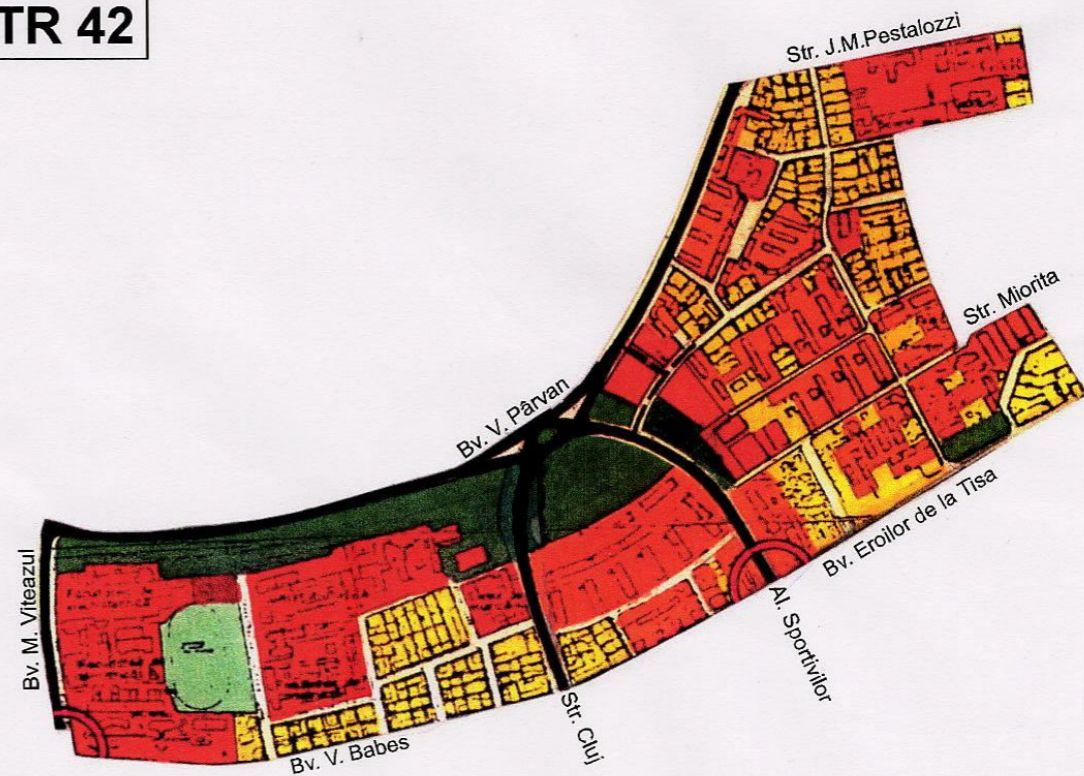 TR 42
Str. J.M.Pestalozzi
Str. Miorita
Bv. V. Pârvan
Bv. Eroilor de la Tisa
Bv. M. Viteazul
Al. Sportivilor
Str. Cluj
Bv. V. Babes